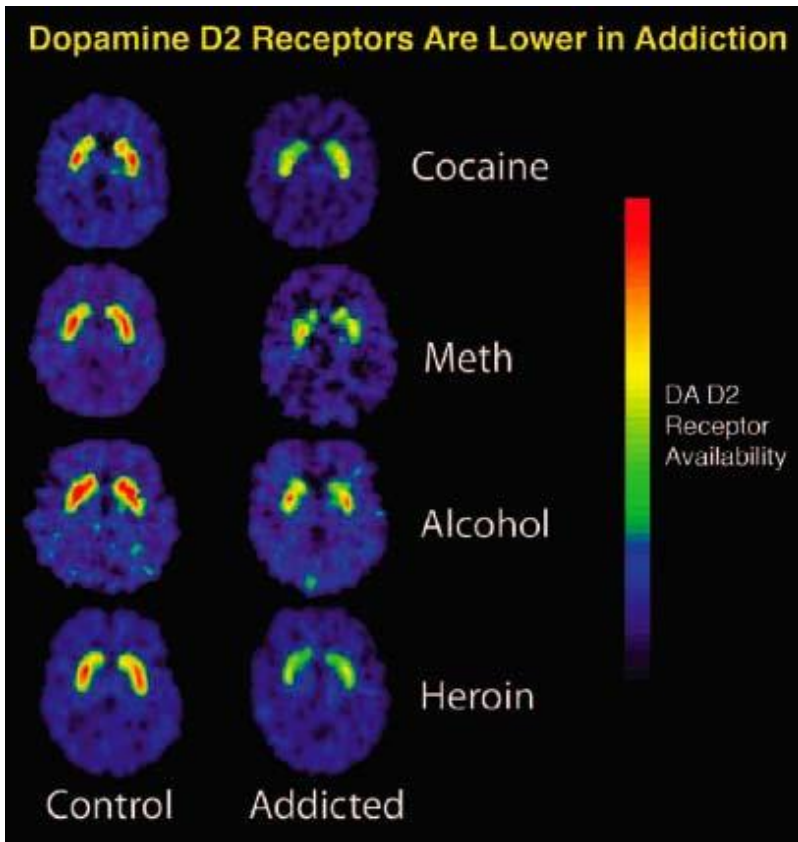 Dopamine D2 Receptors Are Lower in Addiction
Cocaine
Meth
DA D2
Receptor
Availability
Alcohol
Heroin
Control Addicted